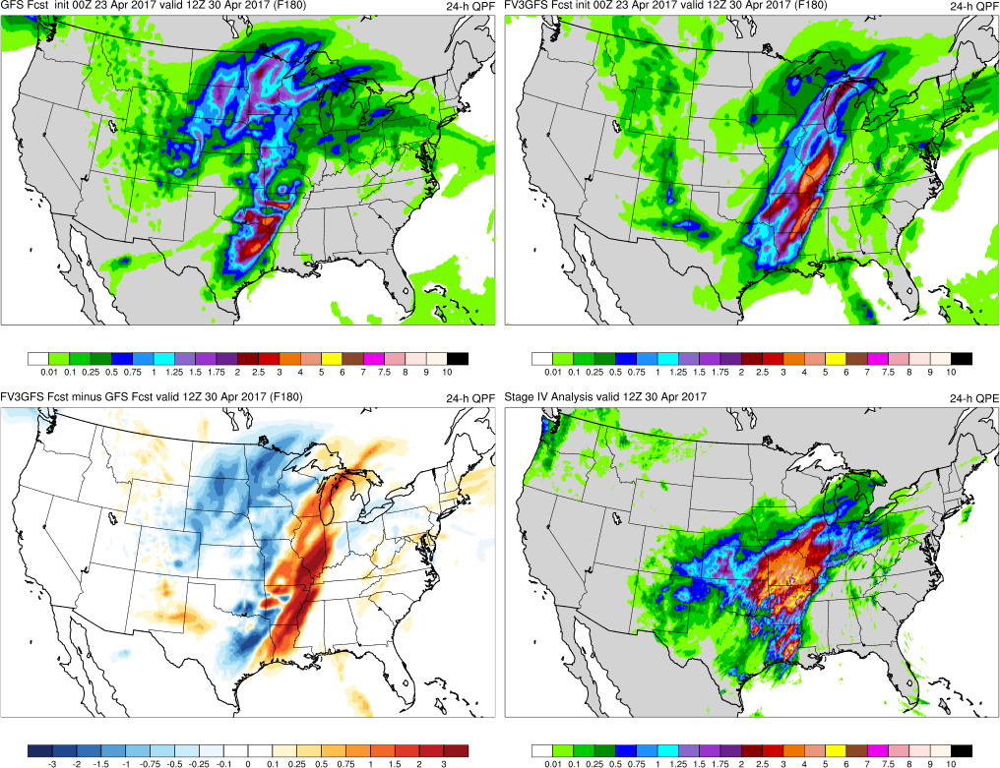 GFS Fcst init 00Z 23 Apr 2017 valid 12Z 30 Apr 2017 (F180) 24-h QPF
FV3GFS Fcst init 00Z 23 Apr 2017 valid 12Z 30 Apr 2017 (F180) 24-h QPF
0.01 0.1 0.25 0.5 0.75 1 1.25 1.5 1.75 2 2.5 3 4 5 6 7 7.5 8 9 10
0.01 0.1 0.25 0.5 0.75 1 1.25 1.5 1.75 2 2.5 3 4 5 6 7 7.5 8 9 10
FV3GFS Fcst minus GFS Fcst valid 12Z 30 Apr 2017 (F180) 24-h QPF
Stage IV Analysis valid 12Z 30 Apr 2017 24-h QPE
-3 -2 -1.5 -1 -0.75 -0.5 -0.25 -0.1 0 0.1 0.25 0.5 0.75 1 1.5 2 3
0.01 0.1 0.25 0.5 0.75 1 1.25 1.5 1.75 2 2.5 3 4 5 6 7 7.5 8 9 10